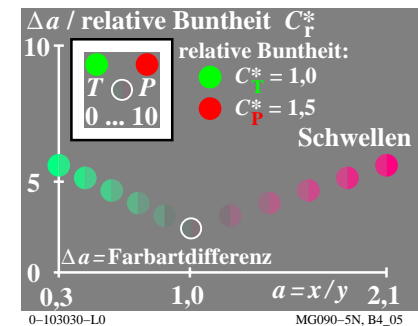 Δa / relative Buntheit C*r
10
relative Buntheit:
T P
C*T = 1,0
0 ... 10
C*P = 1,5
Schwellen
5
Δa = Farbartdifferenz
0
a = x / y
0,3 1,0 2,1
0–103030–L0 MG090–5N, B4_05